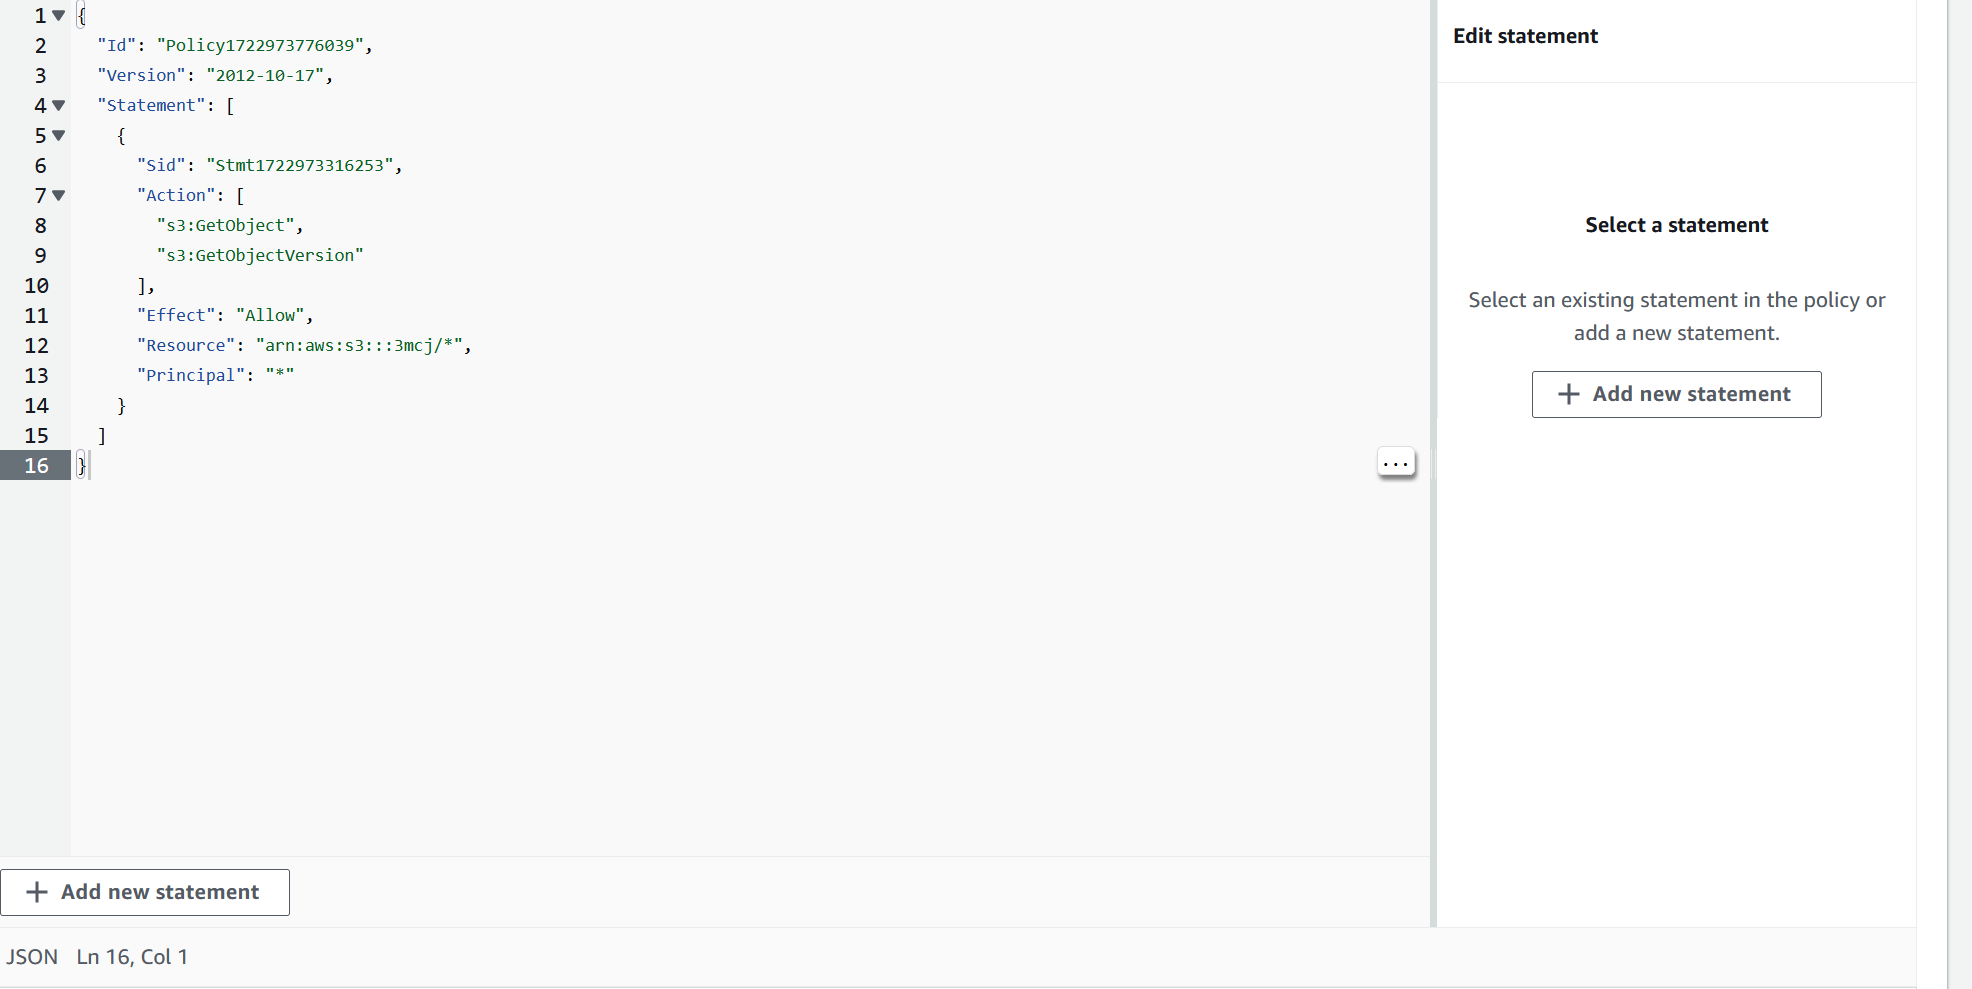 1 {
2 "Id": "Policy1722973776039",
3 "Version": "2012-10-17",
4 "Statement": [
5 {
6 "Sid": "Stmt1722973316253",
7 "Action": [
8 "s3:GetObject",
9 "s3:GetObjectVersion"
10 ],
11 "Effect": "Allow",
12 "Resource": "arn:aws:s3:::3mcj/*",
13 "Principal": "*"
14 }
15 ]
16 }
...
+ Add new statement
JSON Ln 16, Col 1
Edit statement
Select a statement
Select an existing statement in the policy or
add a new statement.
+ Add new statement